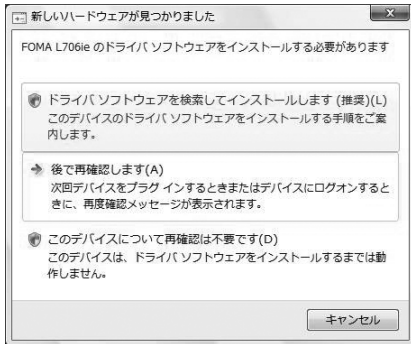 新しいハードウェアが見つかりました
FOMA L706ie のドライバ ソフトウェアをインストールする必要があります
ドライバ ソフトウェアを検索してインストールします (推奨)(L)
このデバイスのドライバ ソフトウェアをインストールする手順をご案
内します。
後で再確認します(A)
次回デバイスをプラグ インするときまたはデバイスにログオンすると
きに、再度確認メッセージが表示されます。
このデバイスについて再確認は不要です(D)
このデバイスは、ドライバ ソフトウェアをインストールするまでは動
作しません。
キャンセル